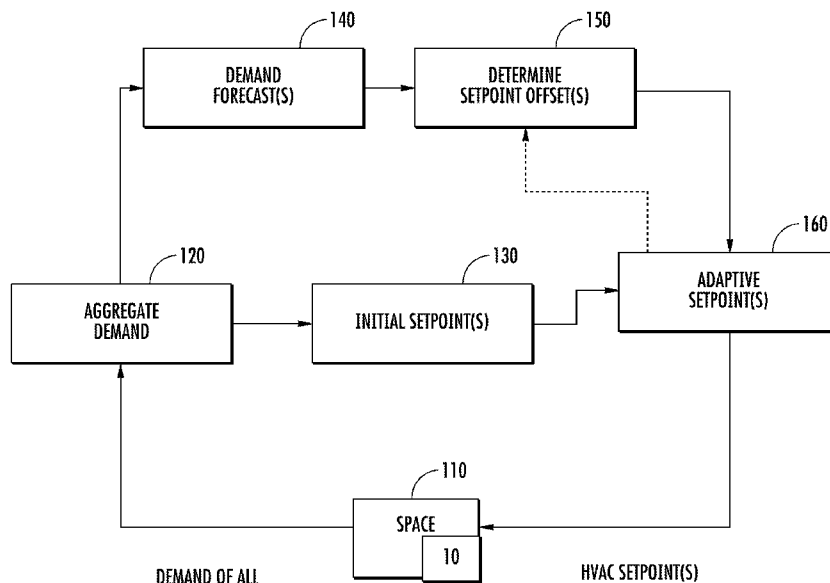 140
DEMAND
FORECAST(S)
150
DETERMINE
SETPOINT OFFSET(S)
120
AGGREGATE
DEMAND
130
INITIAL SETPOINT(S)
160
ADAPTIVE
SETPOINT(S)
110
SPACE
10
DEMAND OF ALL
HVAC SETPOINT(S)